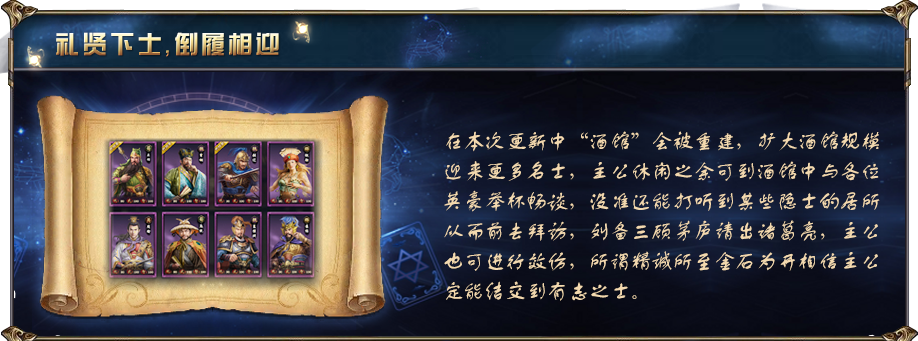 礼贤下士,倒履相迎
在本次更新中“酒馆”会被重建，扩大酒馆规模
迎来更多名士，主公休闲之余可到酒馆中与各位
英豪举杯畅谈，没准还能打听到某些隐士的居所
从而前去拜访，刘备三顾茅庐请出诸葛亮，主公
也可进行效仿，所谓精诚所至金石为开相信主公
定能结交到有志之士。